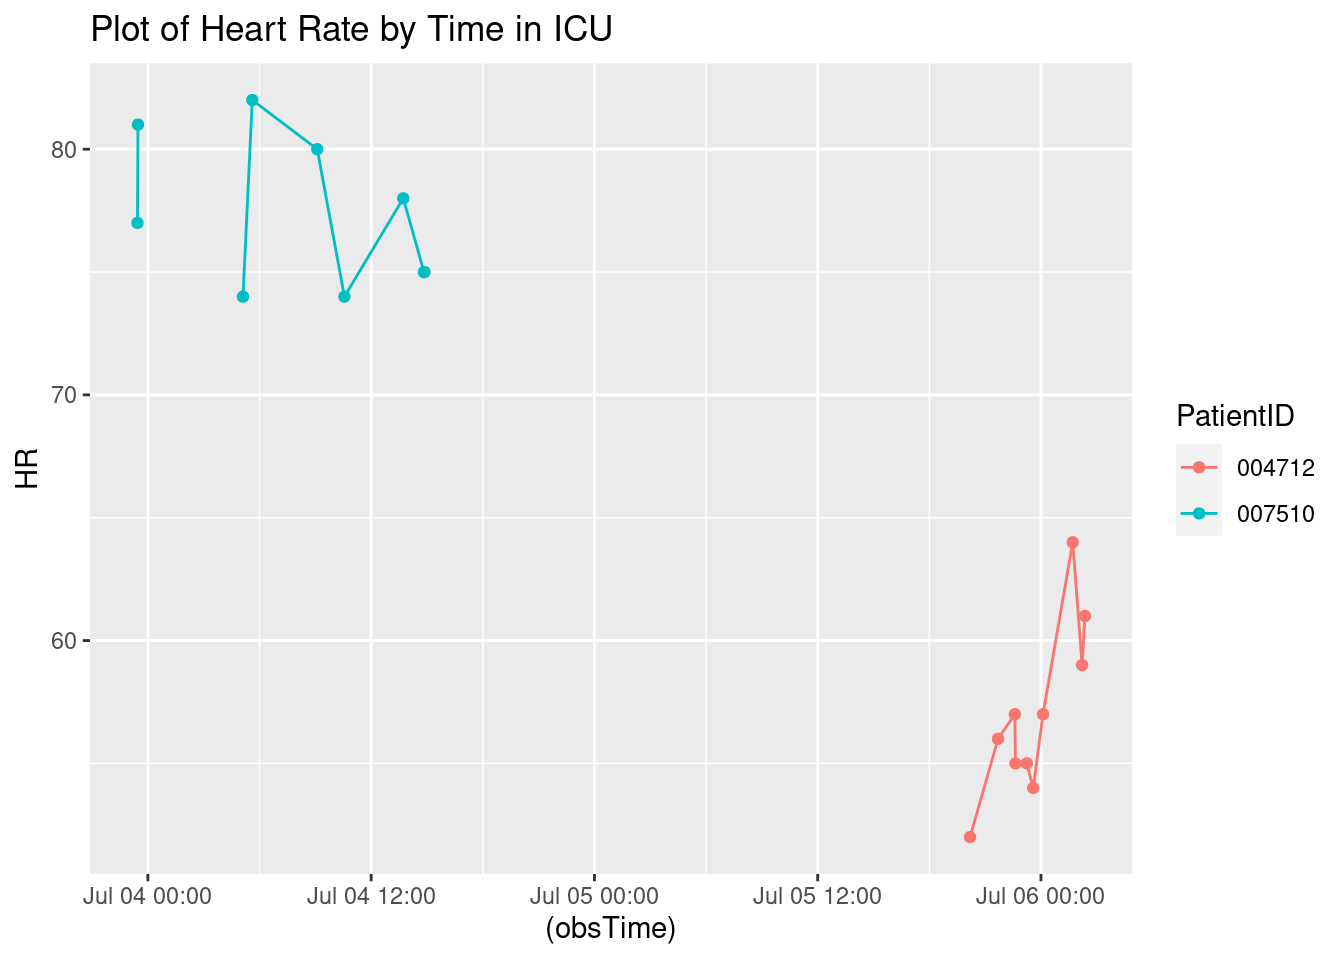 Plot of Heart Rate by Time in ICU
80
70
60
HR
Jul 04 00:00
Jul 04 12:00
Jul 05 00:00
Jul 05 12:00
Jul 06 00:00
(obsTime)
PatientID
004712
007510